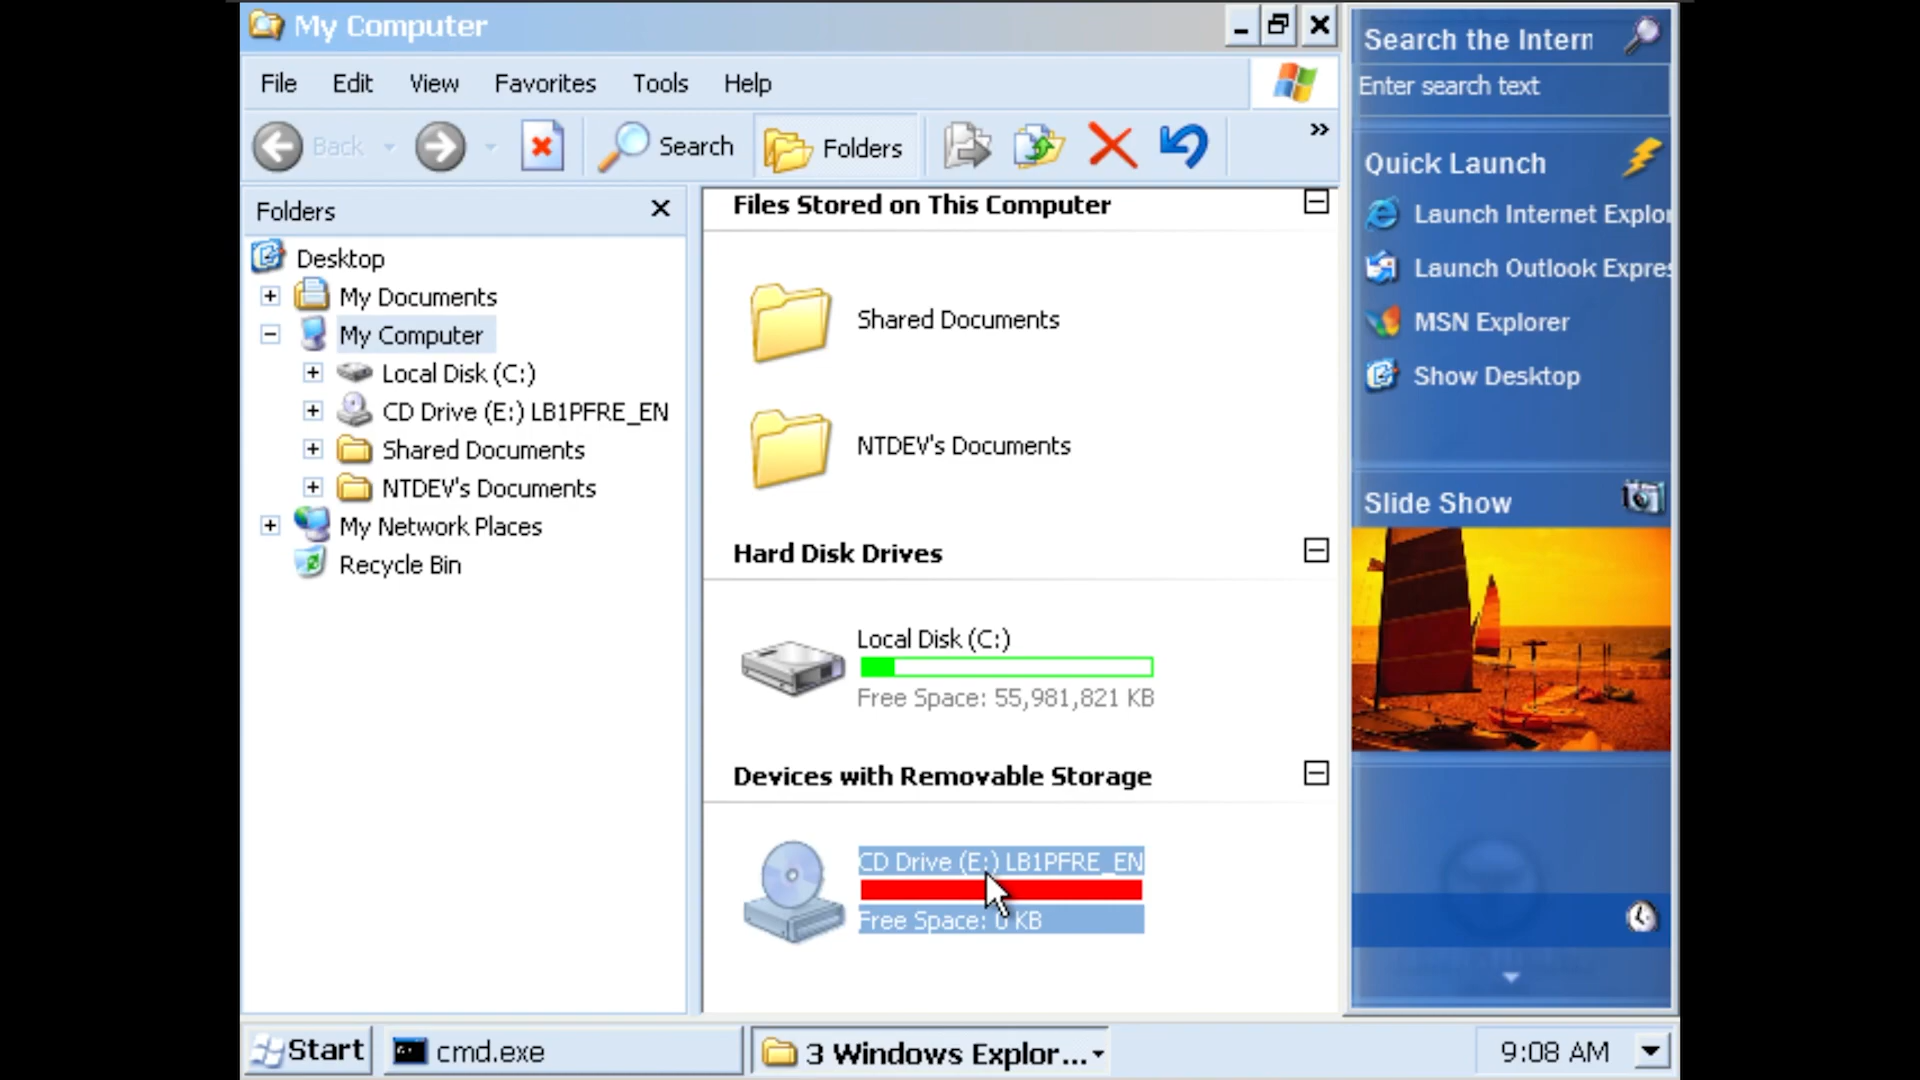 My Computer
File Edit View Favorites Tools Help
Back Search Folders »
Folders
Desktop
My Documents
My Computer
Local Disk (C:)
CD Drive (E:) LB1PFRE_EN
Shared Documents
NTDEV's Documents
My Network Places
Recycle Bin
Files Stored on This Computer
Shared Documents
NTDEV's Documents
Hard Disk Drives
Local Disk (C:)
Free Space: 55,981,821 KB
Devices with Removable Storage
CD Drive (E:) LB1PFRE_EN
Free Space: 0 KB
Search the Intern
Enter search text
Quick Launch
Launch Internet Explor
Launch Outlook Expres
MSN Explorer
Show Desktop
Slide Show
Start cmd.exe 3 Windows Explor... 9:08 AM